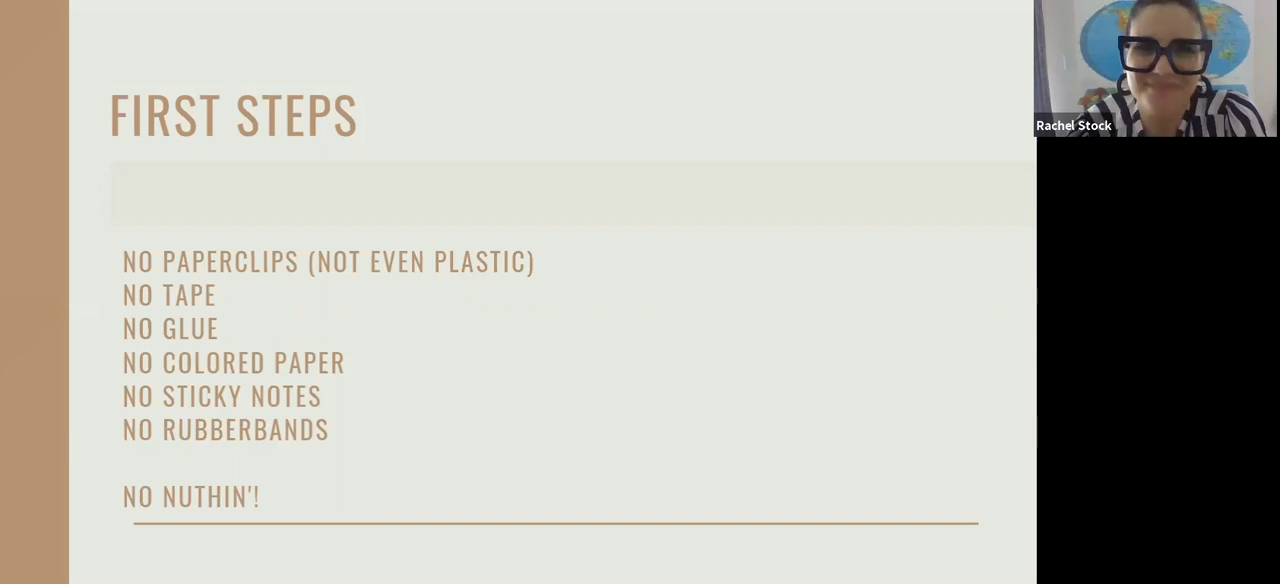 FIRST STEPS
Rachel Stock
NO PAPERCLIPS (NOT EVEN PLASTIC)
NO TAPE
NO GLUE
NO COLORED PAPER
NO STICKY NOTES
NO RUBBERBANDS
NO NUTHIN'!